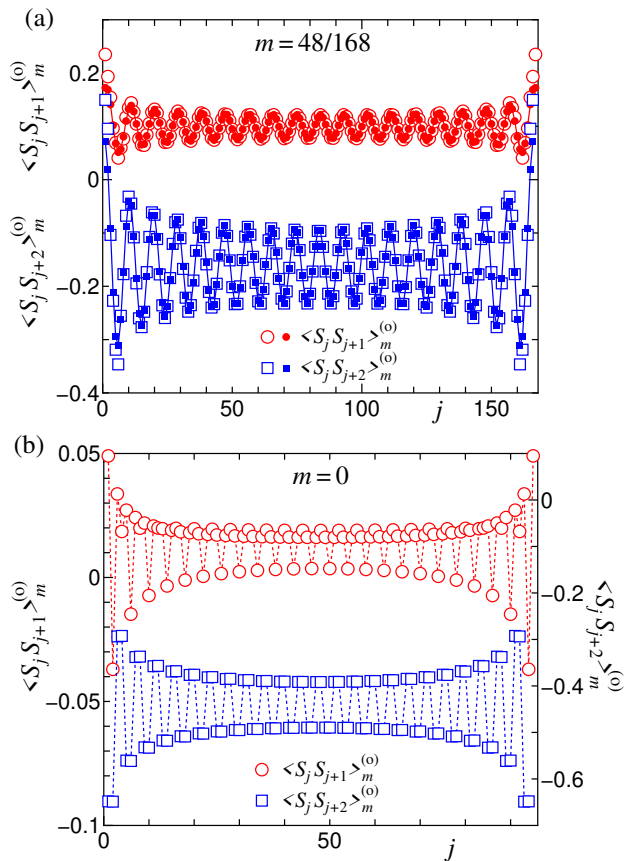 (a)
m = 48/168
<S_j S_{j+1}>_m^{(o)}
<S_j S_{j+2}>_m^{(o)}
0.2
0
−0.2
−0.4
<S_j S_{j+1}>_m^{(o)}
<S_j S_{j+2}>_m^{(o)}
0 50 100 j 150
(b)
m = 0
<S_j S_{j+1}>_m^{(o)}
0.05
0
−0.05
−0.1
0
−0.2
−0.4
−0.6
<S_j S_{j+2}>_m^{(o)}
<S_j S_{j+1}>_m^{(o)}
<S_j S_{j+2}>_m^{(o)}
0 50 j